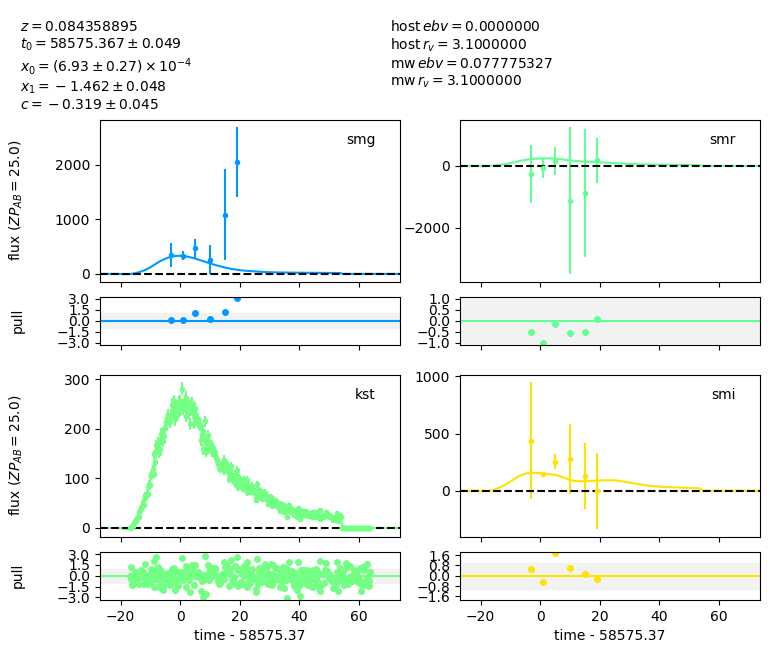 z = 0.084358895
t0 = 58575.367 ± 0.049
x0 = (6.93 ± 0.27) × 10^−4
x1 = −1.462 ± 0.048
c = −0.319 ± 0.045
host ebv = 0.0000000
host rv = 3.1000000
mw ebv = 0.077775327
mw rv = 3.1000000
flux (ZPAB = 25.0)
2000
1000
0
smg
0
−2000
smr
pull
3.0
1.5
0.0
−1.5
−3.0
1.0
0.5
0.0
−0.5
−1.0
flux (ZPAB = 25.0)
300
200
100
0
kst
1000
500
0
smi
pull
3.0
1.5
0.0
−1.5
−3.0
−20 0 20 40 60
time - 58575.37
1.6
0.8
0.0
−0.8
−1.6
−20 0 20 40 60
time - 58575.37